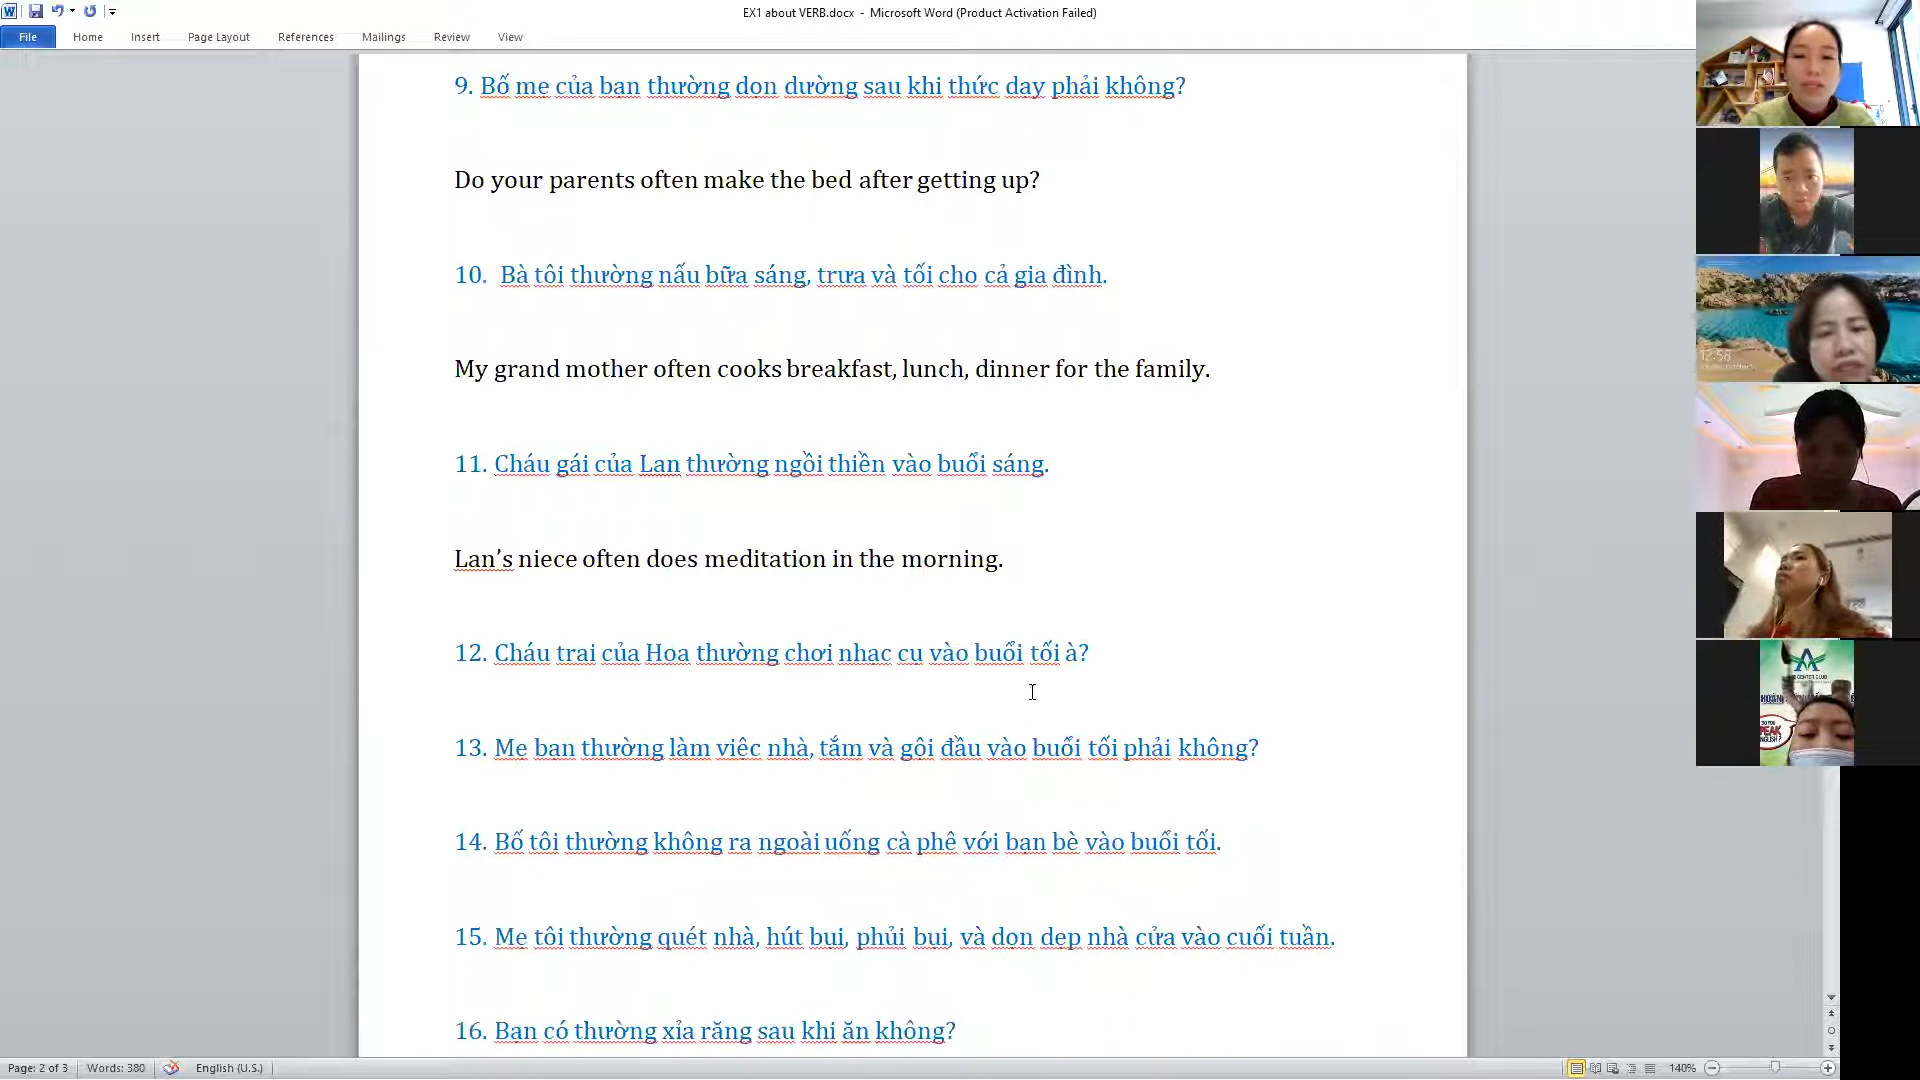 EX1 about VERB.docx - Microsoft Word (Product Activation Failed)
File Home Insert Page Layout References Mailings Review View
9. Bố mẹ của bạn thường dọn dường sau khi thức dạy phải không?
Do your parents often make the bed after getting up?
10. Bà tôi thường nấu bữa sáng, trưa và tối cho cả gia đình.
My grand mother often cooks breakfast, lunch, dinner for the family.
11. Cháu gái của Lan thường ngồi thiền vào buổi sáng.
Lan’s niece often does meditation in the morning.
12. Cháu trai của Hoa thường chơi nhạc cụ vào buổi tối à?
13. Mẹ bạn thường làm việc nhà, tắm và gội đầu vào buổi tối phải không?
14. Bố tôi thường không ra ngoài uống cà phê với bạn bè vào buổi tối.
15. Mẹ tôi thường quét nhà, hút bụi, phủi bụi, và dọn dẹp nhà cửa vào cuối tuần.
16. Bạn có thường xỉa răng sau khi ăn không?
Page: 2 of 3 Words: 380 English (U.S.) 140%
12:58
CENTER CLUB
ENGLISH?